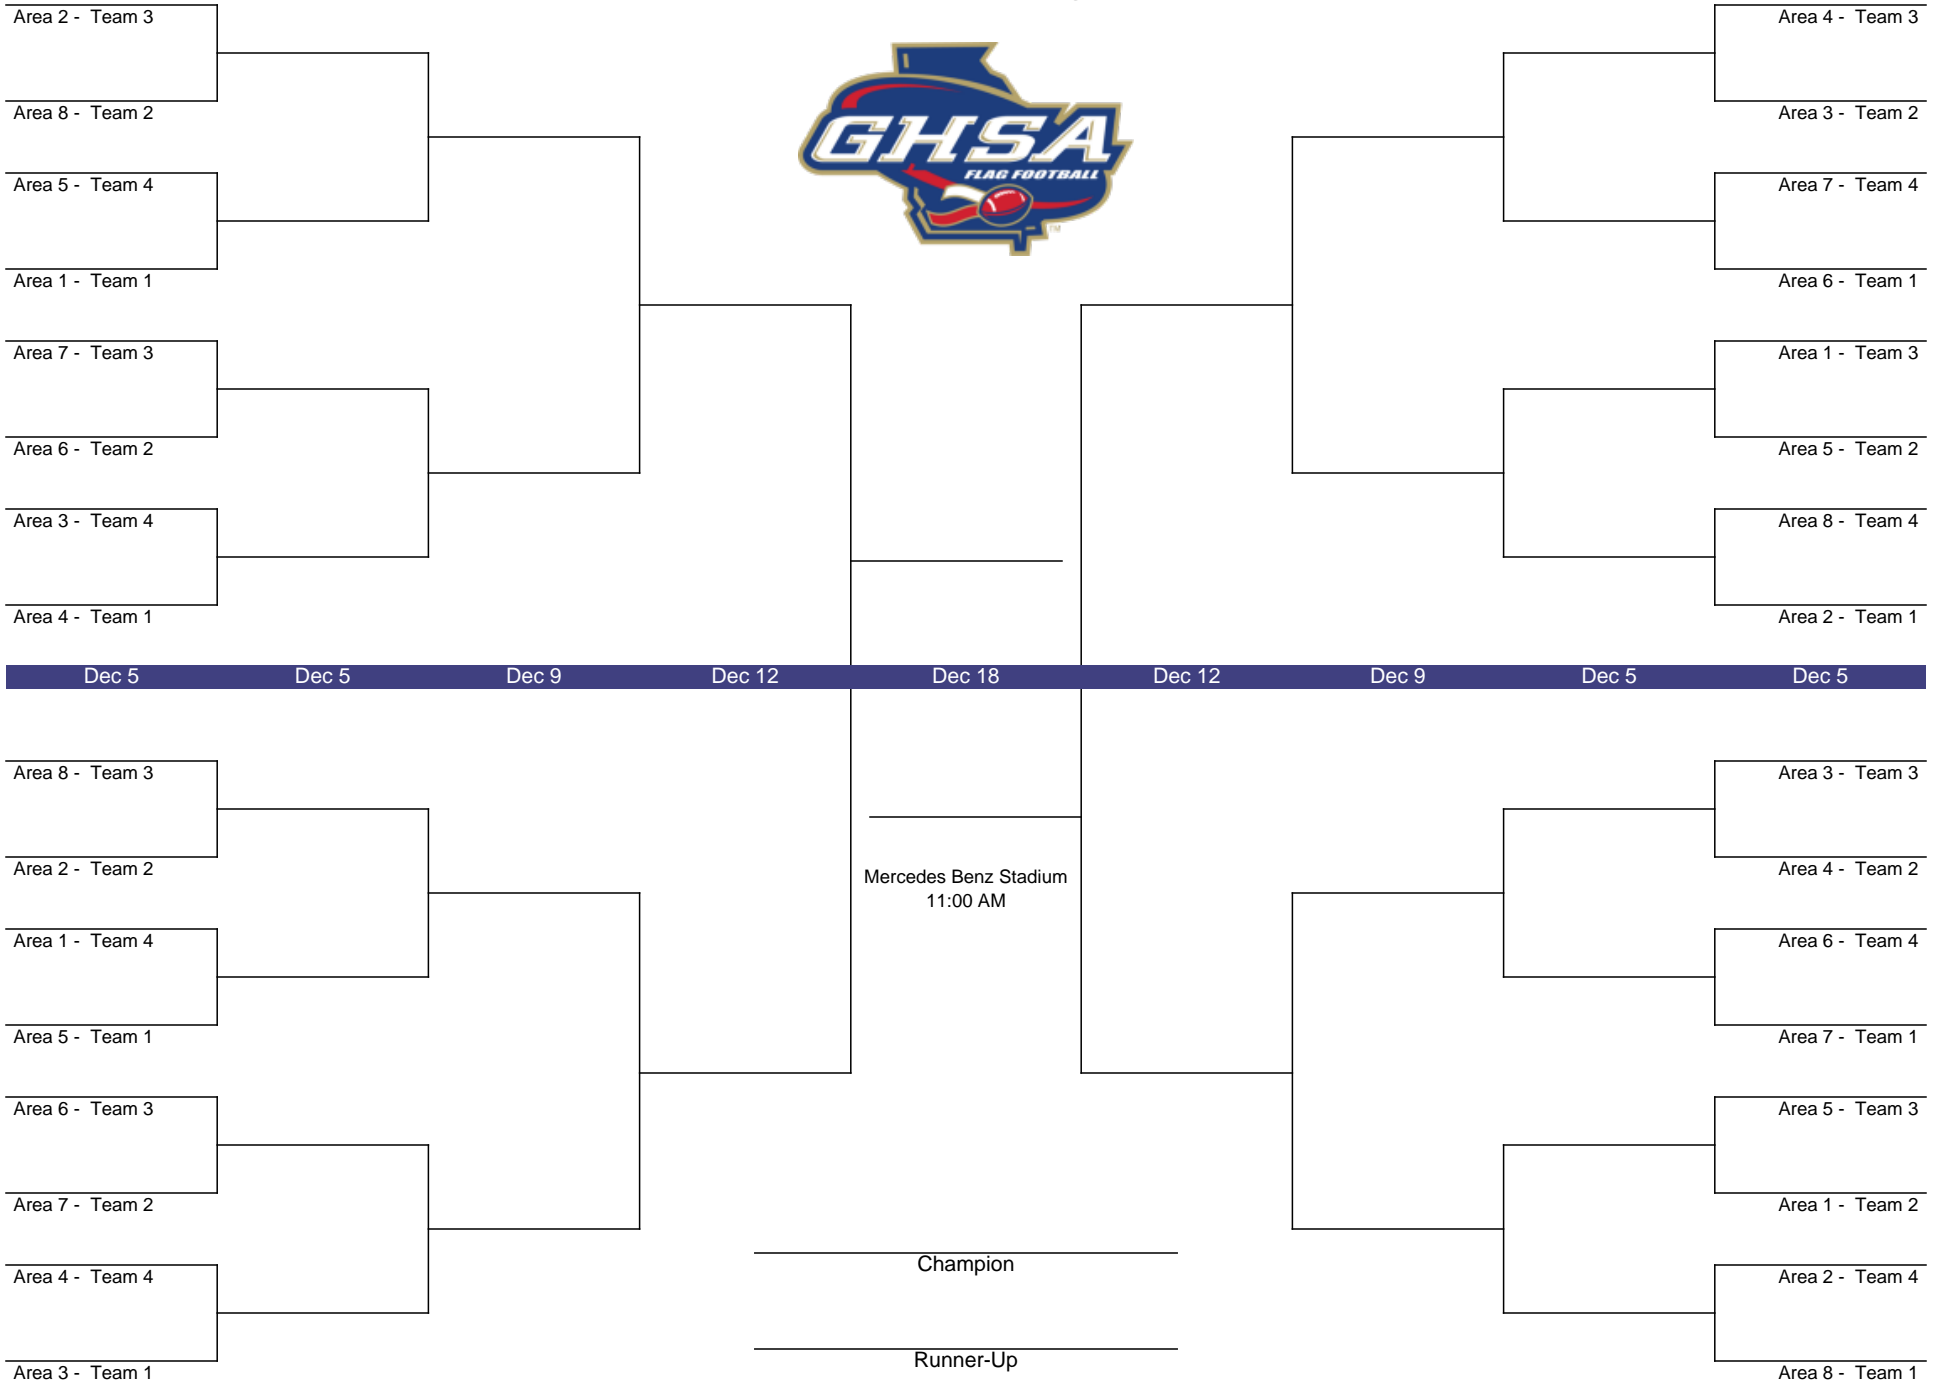 Area 2 -  Team 3
Area 8 -  Team 2
Area 5 -  Team 4
Area 1 -  Team 1
Area 7 -  Team 3
Area 6 -  Team 2
Area 3 -  Team 4
Area 4 -  Team 1
GHSA
FLAG FOOTBALL
TM
Area 4 -  Team 3
Area 3 -  Team 2
Area 7 -  Team 4
Area 6 -  Team 1
Area 1 -  Team 3
Area 5 -  Team 2
Area 8 -  Team 4
Area 2 -  Team 1
Dec 5 Dec 5 Dec 9 Dec 12 Dec 18 Dec 12 Dec 9 Dec 5 Dec 5
Area 8 -  Team 3
Area 2 -  Team 2
Area 1 -  Team 4
Area 5 -  Team 1
Area 6 -  Team 3
Area 7 -  Team 2
Area 4 -  Team 4
Area 3 -  Team 1
Mercedes Benz Stadium
11:00 AM
Champion
Runner-Up
Area 3 -  Team 3
Area 4 -  Team 2
Area 6 -  Team 4
Area 7 -  Team 1
Area 5 -  Team 3
Area 1 -  Team 2
Area 2 -  Team 4
Area 8 -  Team 1